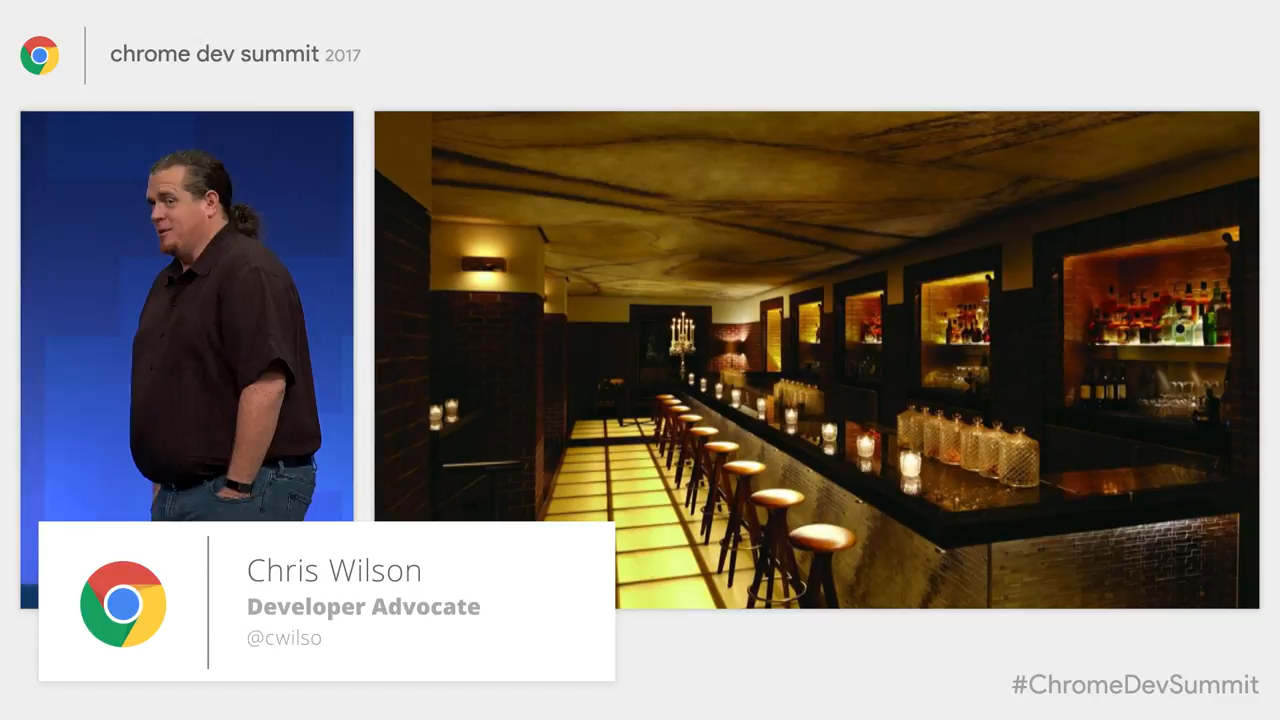 chrome dev summit 2017
Chris Wilson
Developer Advocate
@cwilso
#ChromeDevSummit